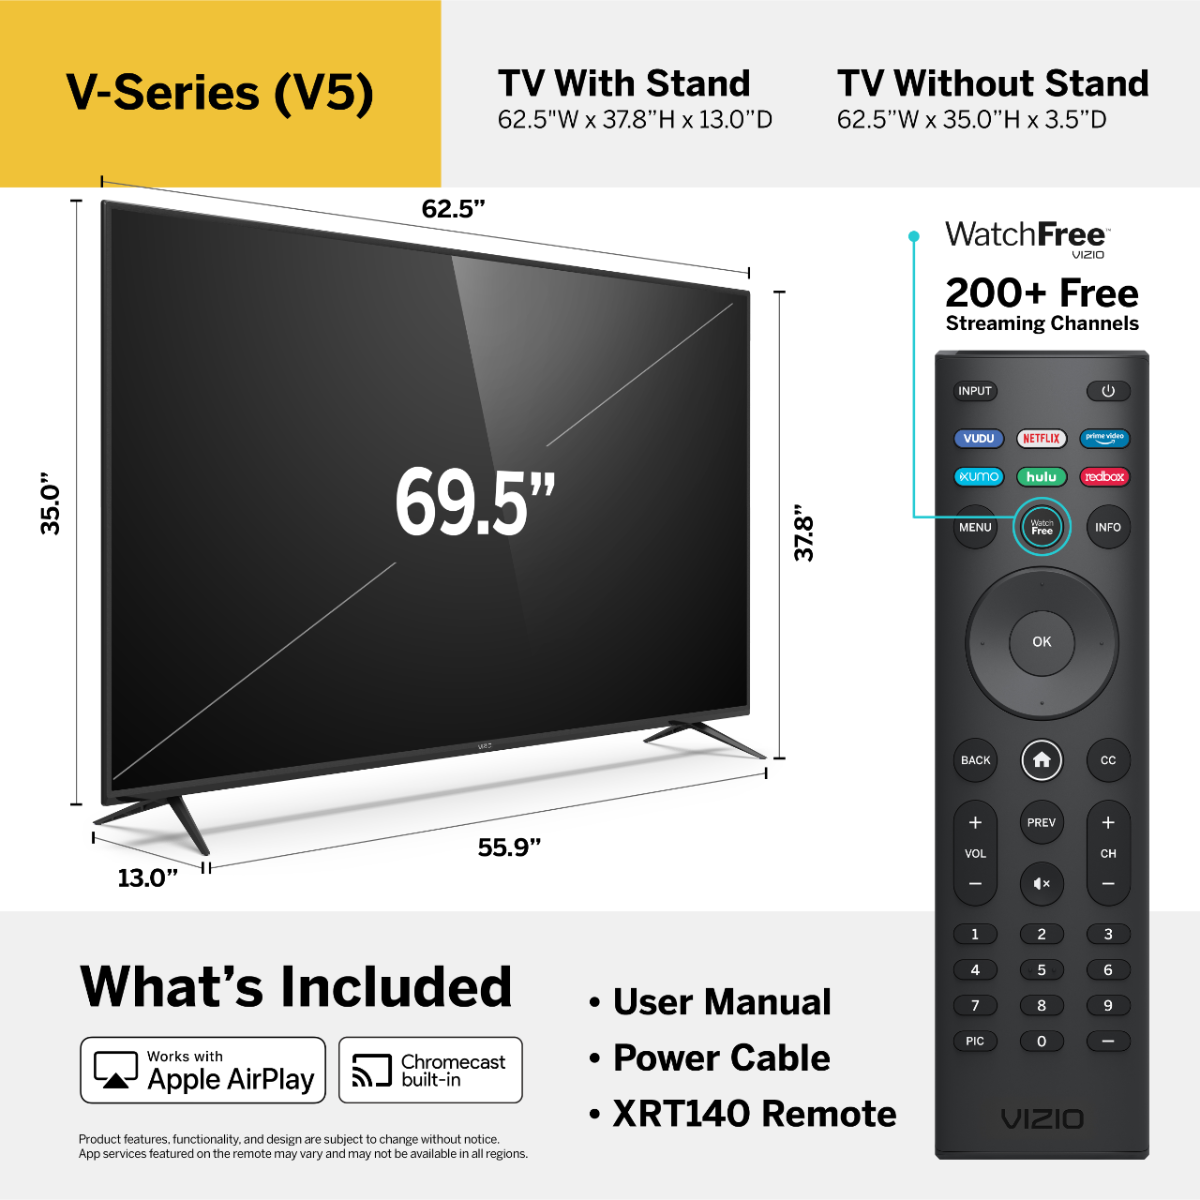 V-Series (V5)
TV With Stand
62.5"W x 37.8”H x 13.0”D
TV Without Stand
62.5”W x 35.0”H x 3.5”D
62.5”
35.0”
69.5”
37.8”
VIZIO
55.9”
13.0”
WatchFree™
VIZIO
200+ Free
Streaming Channels
INPUT
VUDU NETFLIX prime video
XUMO hulu redbox
MENU Watch INFO
Free
OK
BACK CC
+ PREV +
VOL CH
− −
1 2 3
4 5 6
7 8 9
PIC 0 —
VIZIO
What’s Included
Works with
Apple AirPlay
Chromecast
built-in
• User Manual
• Power Cable
• XRT140 Remote
Product features, functionality, and design are subject to change without notice.
App services featured on the remote may vary and may not be available in all regions.